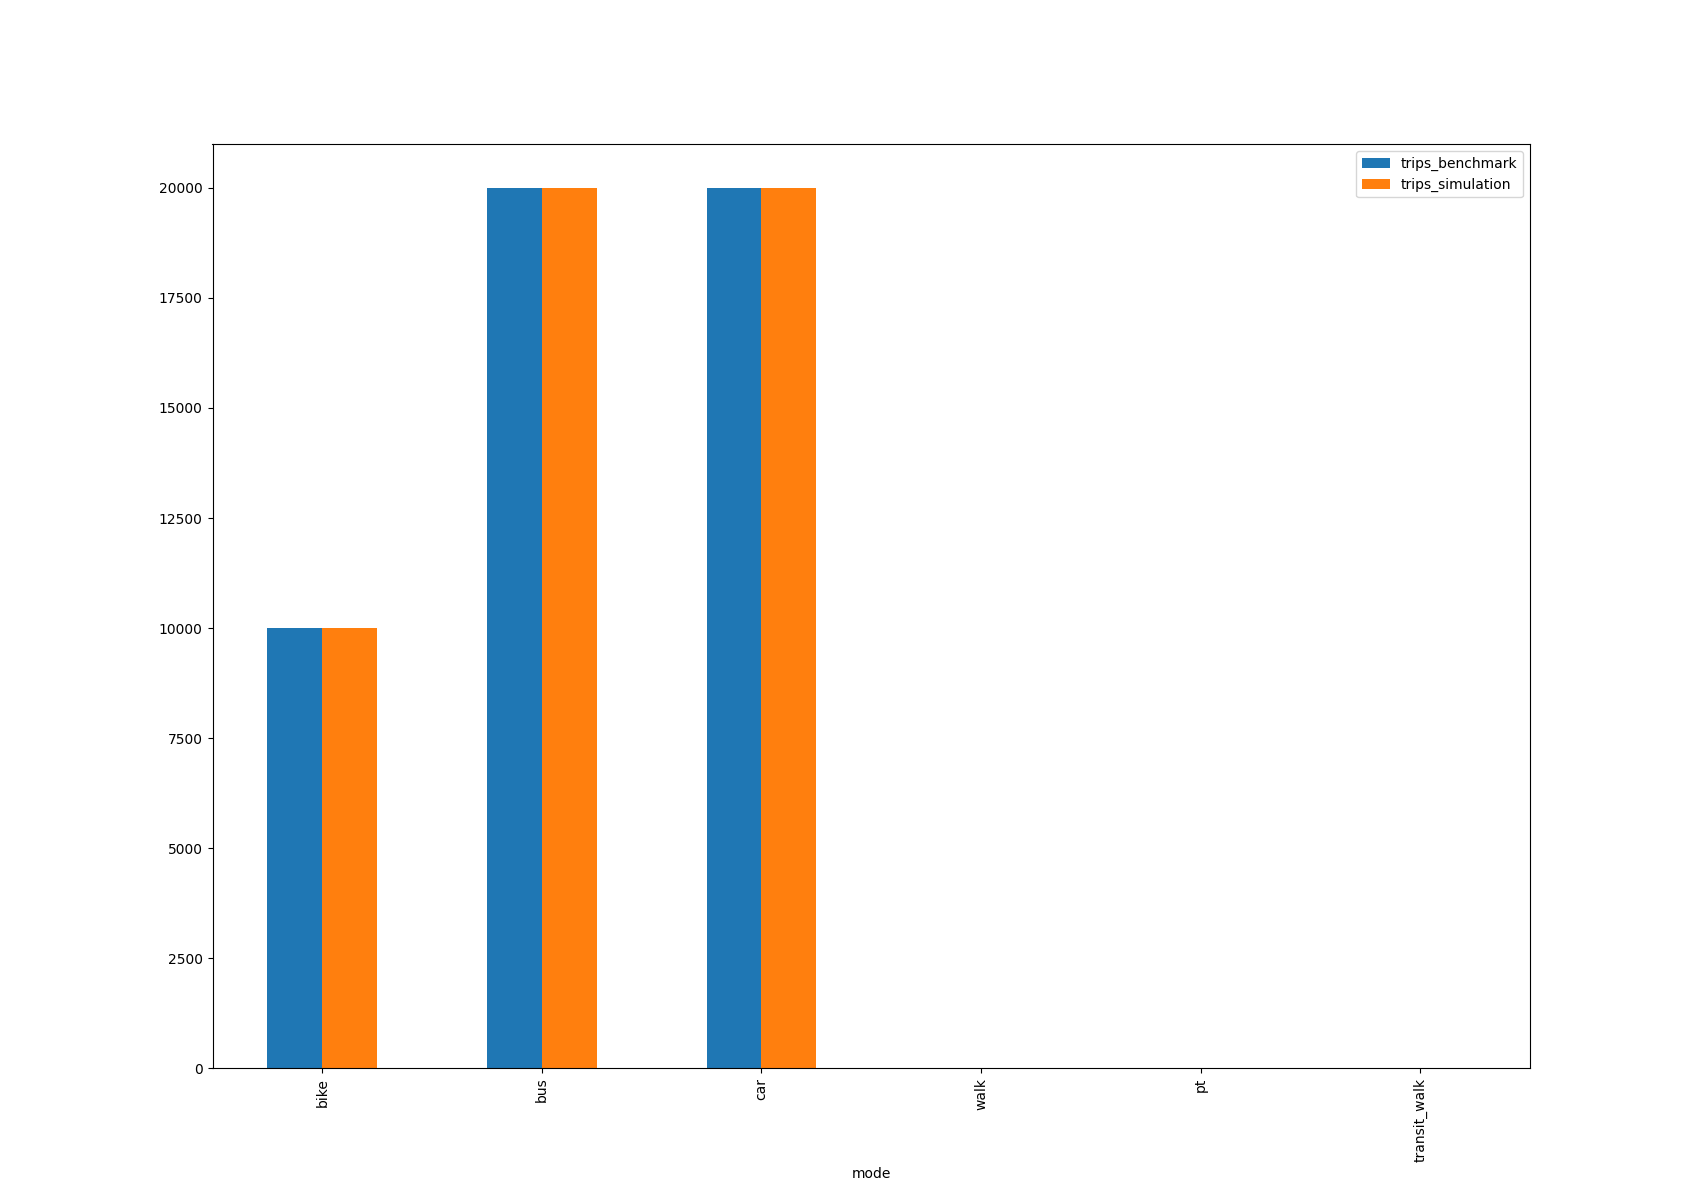 trips_benchmark
trips_simulation
20000
17500
15000
12500
10000
7500
5000
2500
0
bike
bus
car
walk
pt
transit_walk
mode